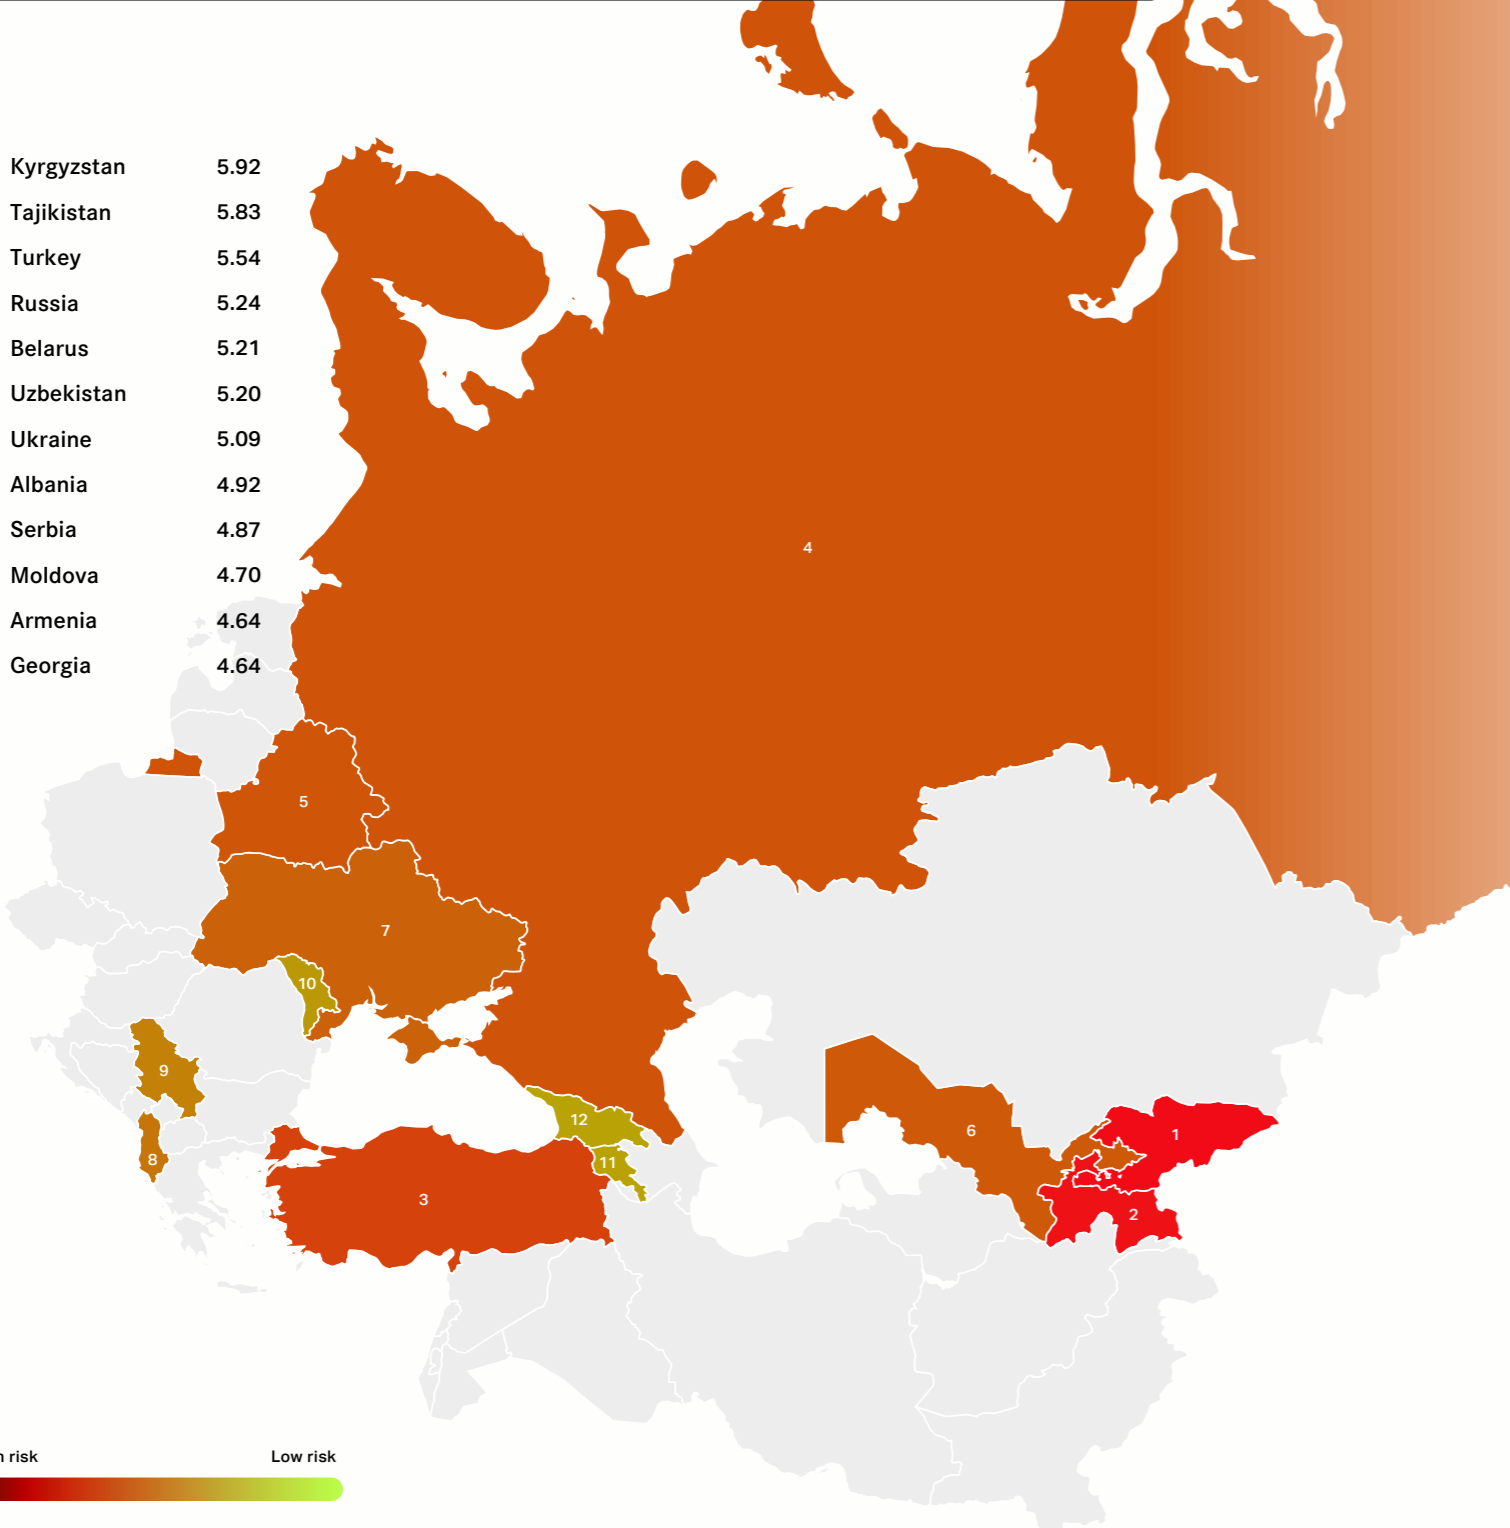 Kyrgyzstan 5.92
Tajikistan 5.83
Turkey 5.54
Russia 5.24
Belarus 5.21
Uzbekistan 5.20
Ukraine 5.09
Albania 4.92
Serbia 4.87
Moldova 4.70
Armenia 4.64
Georgia 4.64
4
5
7
10
9
12
6
1
8
11
3
2
risk Low risk